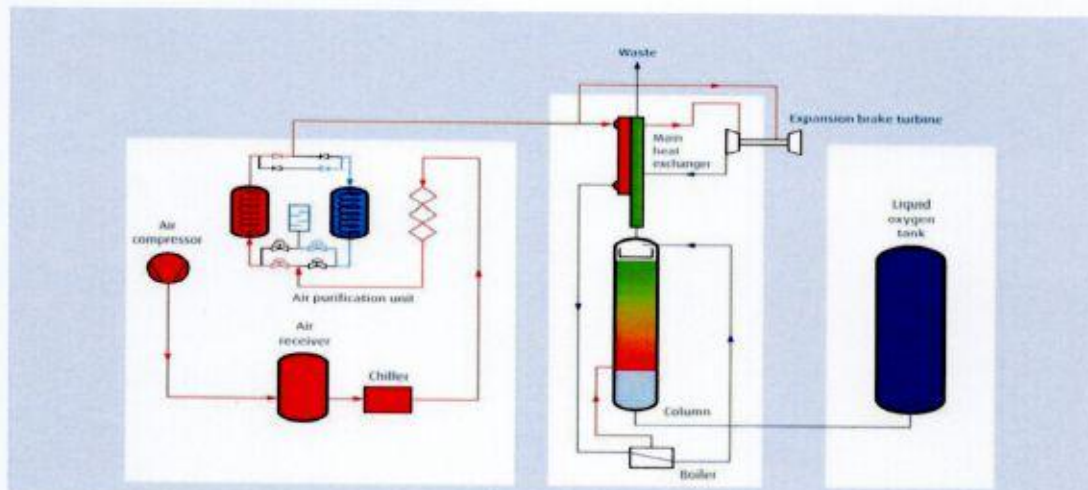 Waste
Expansion brake turbine
Main
heat
exchanger
Liquid
oxygen
tank
Air
compressor
Air purification unit
Air
receiver
Chiller
Column
Boiler